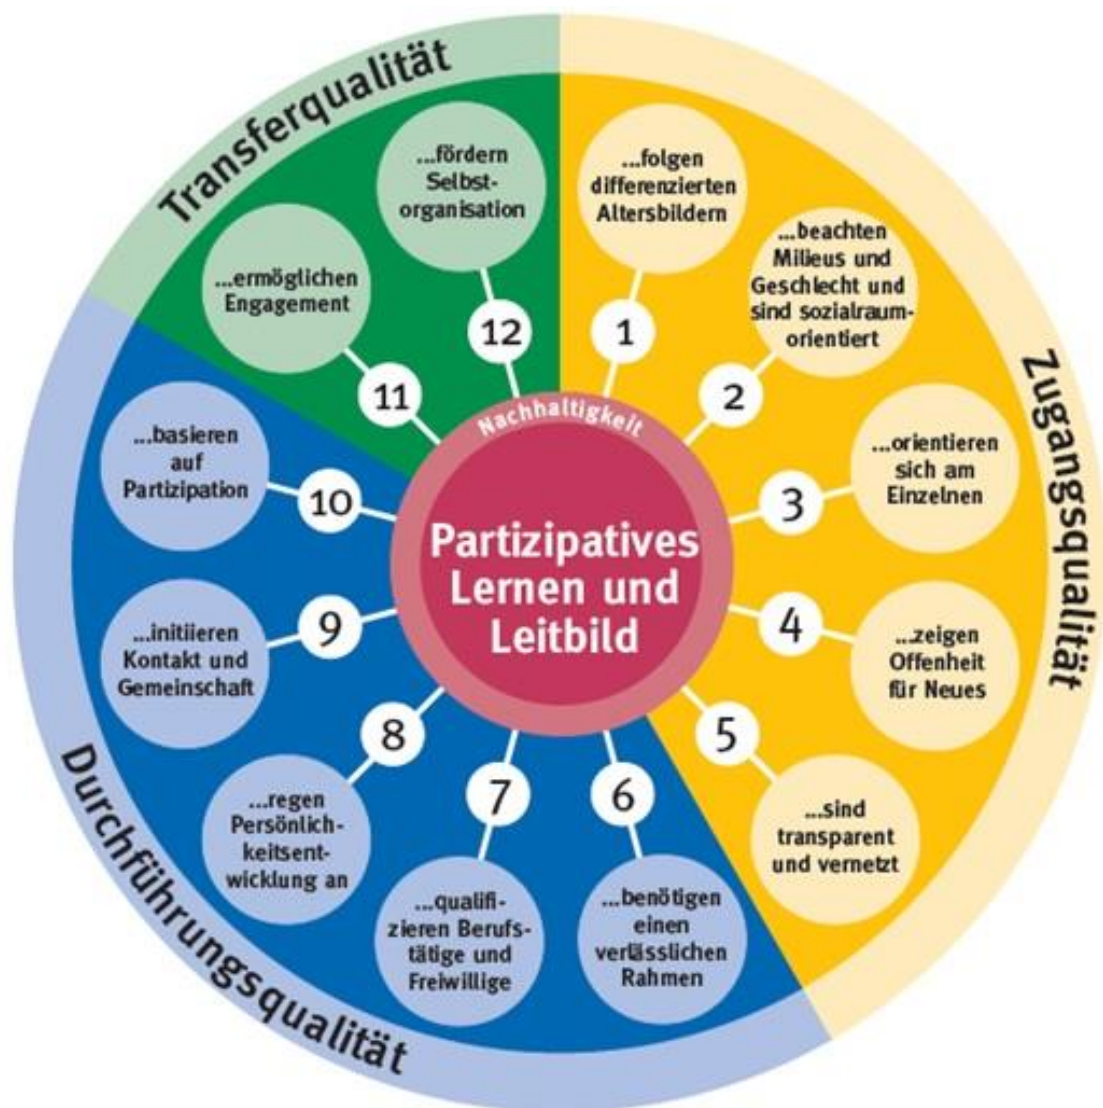 Transferqualität
Zugangsqualität
Durchführungsqualität
Nachhaltigkeit
Partizipatives
Lernen und
Leitbild
1
...folgen
differenzierten
Altersbildern
2
...beachten
Milieus und
Geschlecht und
sind sozialraum-
orientiert
3
...orientieren
sich am
Einzelnen
4
...zeigen
Offenheit
für Neues
5
...sind
transparent
und vernetzt
6
...benötigen
einen
verlässlichen
Rahmen
7
...qualifi-
zieren Berufs-
tätige und
Freiwillige
8
...regen
Persönlich-
keitsent-
wicklung an
9
...initiieren
Kontakt und
Gemeinschaft
10
...basieren
auf
Partizipation
11
...ermöglichen
Engagement
12
...fördern
Selbst-
organisation